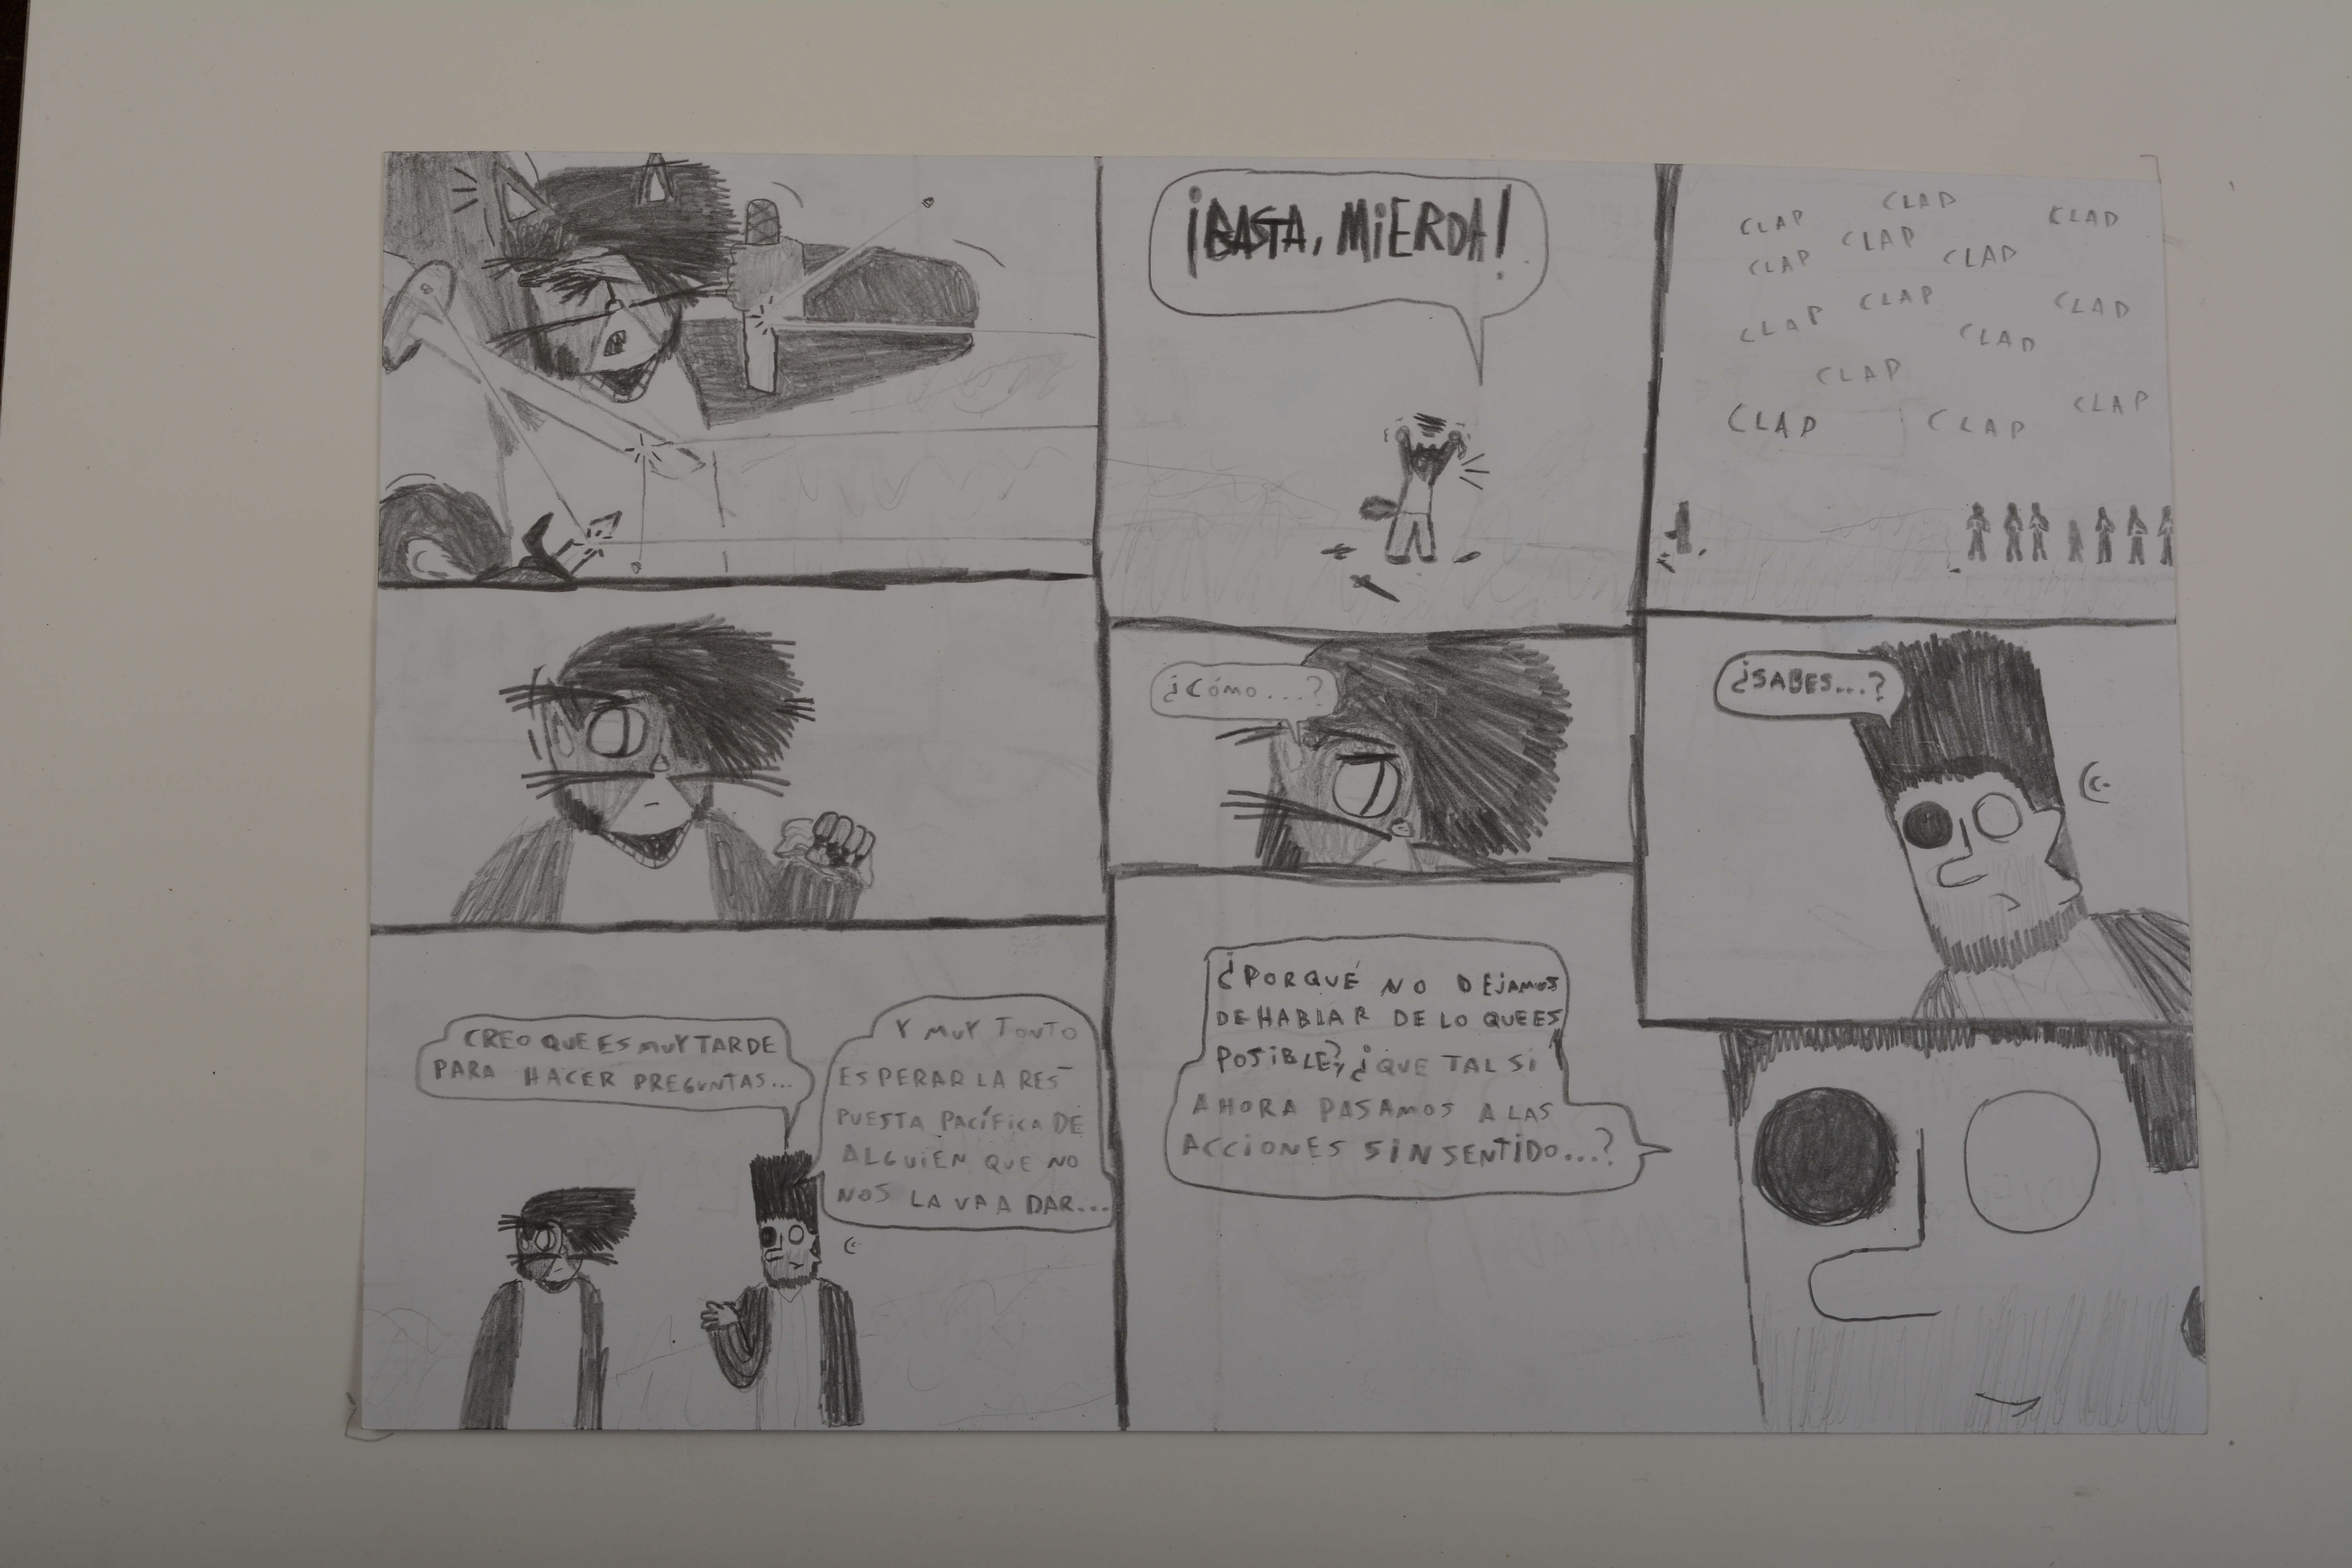 ¡BASTA, MIERDA!
CLAP
CLAP
CLAP
CLAP
CLAP
CLAP
CLAP
CLAP
CLAP
CLAP
CLAP
CLAP
CLAP
CLAP
¿CÓMO...?
¿SABES...?
CREO QUE ES MUY TARDE
PARA HACER PREGUNTAS...
Y MUY TONTO
ESPERAR LA RES-
PUESTA PACÍFICA DE
ALGUIEN QUE NO
NOS LA VA A DAR...
¿PORQUÉ NO DEJAMOS
DE HABLAR DE LO QUE ES
POSIBLE?, ¿QUE TAL SI
AHORA PASAMOS A LAS
ACCIONES SIN SENTIDO...?